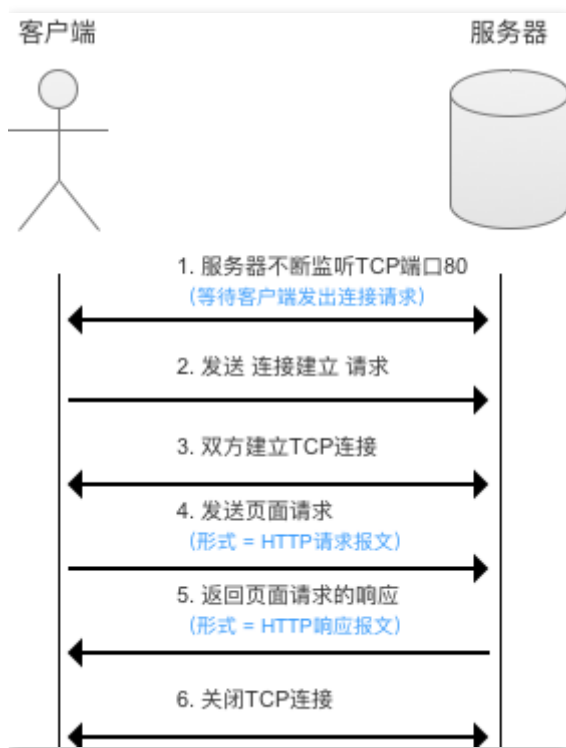 客户端
服务器
1. 服务器不断监听TCP端口80
（等待客户端发出连接请求）
2. 发送 连接建立 请求
3. 双方建立TCP连接
4. 发送页面请求
（形式 = HTTP请求报文）
5. 返回页面请求的响应
（形式 = HTTP响应报文）
6. 关闭TCP连接